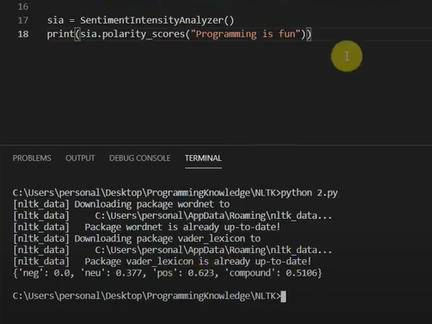 16
17 sia = SentimentIntensityAnalyzer()
18 print(sia.polarity_scores("Programming is fun"))
PROBLEMS OUTPUT DEBUG CONSOLE TERMINAL
C:\Users\personal\Desktop\ProgrammingKnowledge\NLTK>python 2.py
[nltk_data] Downloading package wordnet to
[nltk_data]     C:\Users\personal\AppData\Roaming\nltk_data...
[nltk_data]   Package wordnet is already up-to-date!
[nltk_data] Downloading package vader_lexicon to
[nltk_data]     C:\Users\personal\AppData\Roaming\nltk_data...
[nltk_data]   Package vader_lexicon is already up-to-date!
{'neg': 0.0, 'neu': 0.377, 'pos': 0.623, 'compound': 0.5106}
C:\Users\personal\Desktop\ProgrammingKnowledge\NLTK>